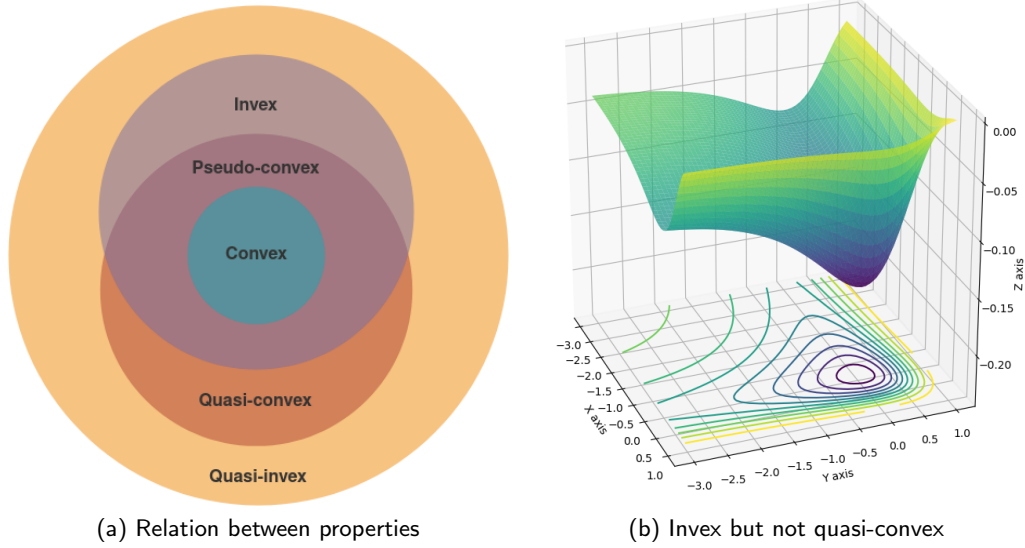 Invex
Pseudo-convex
Convex
Quasi-convex
Quasi-invex
(a) Relation between properties
0.00
−0.05
−0.10
−0.15
−0.20
Z axis
−3.0
−2.5
−2.0
−1.5
−1.0
−0.5
0.0
0.5
1.0
X axis
−3.0
−2.5
−2.0
−1.5
−1.0
−0.5
0.0
0.5
1.0
Y axis
(b) Invex but not quasi-convex